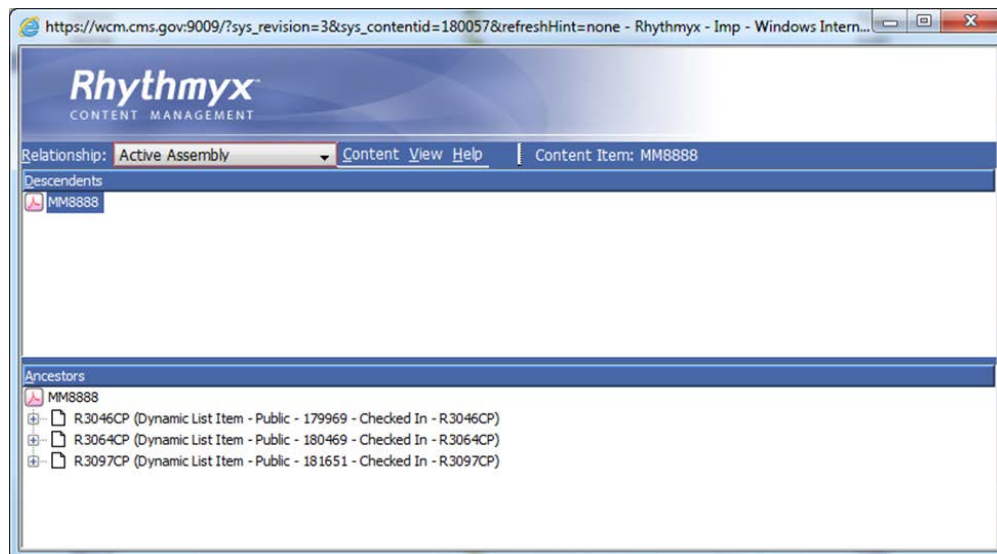 https://wcm.cms.gov:9009/?sys_revision=3&sys_contentid=180057&refreshHint=none - Rhythmyx - Imp - Windows Intern...
Rhythmyx
CONTENT MANAGEMENT
Relationship: Active Assembly Content View Help Content Item: MM8888
Descendents
MM8888
Ancestors
MM8888
R3046CP (Dynamic List Item - Public - 179969 - Checked In - R3046CP)
R3064CP (Dynamic List Item - Public - 180469 - Checked In - R3064CP)
R3097CP (Dynamic List Item - Public - 181651 - Checked In - R3097CP)